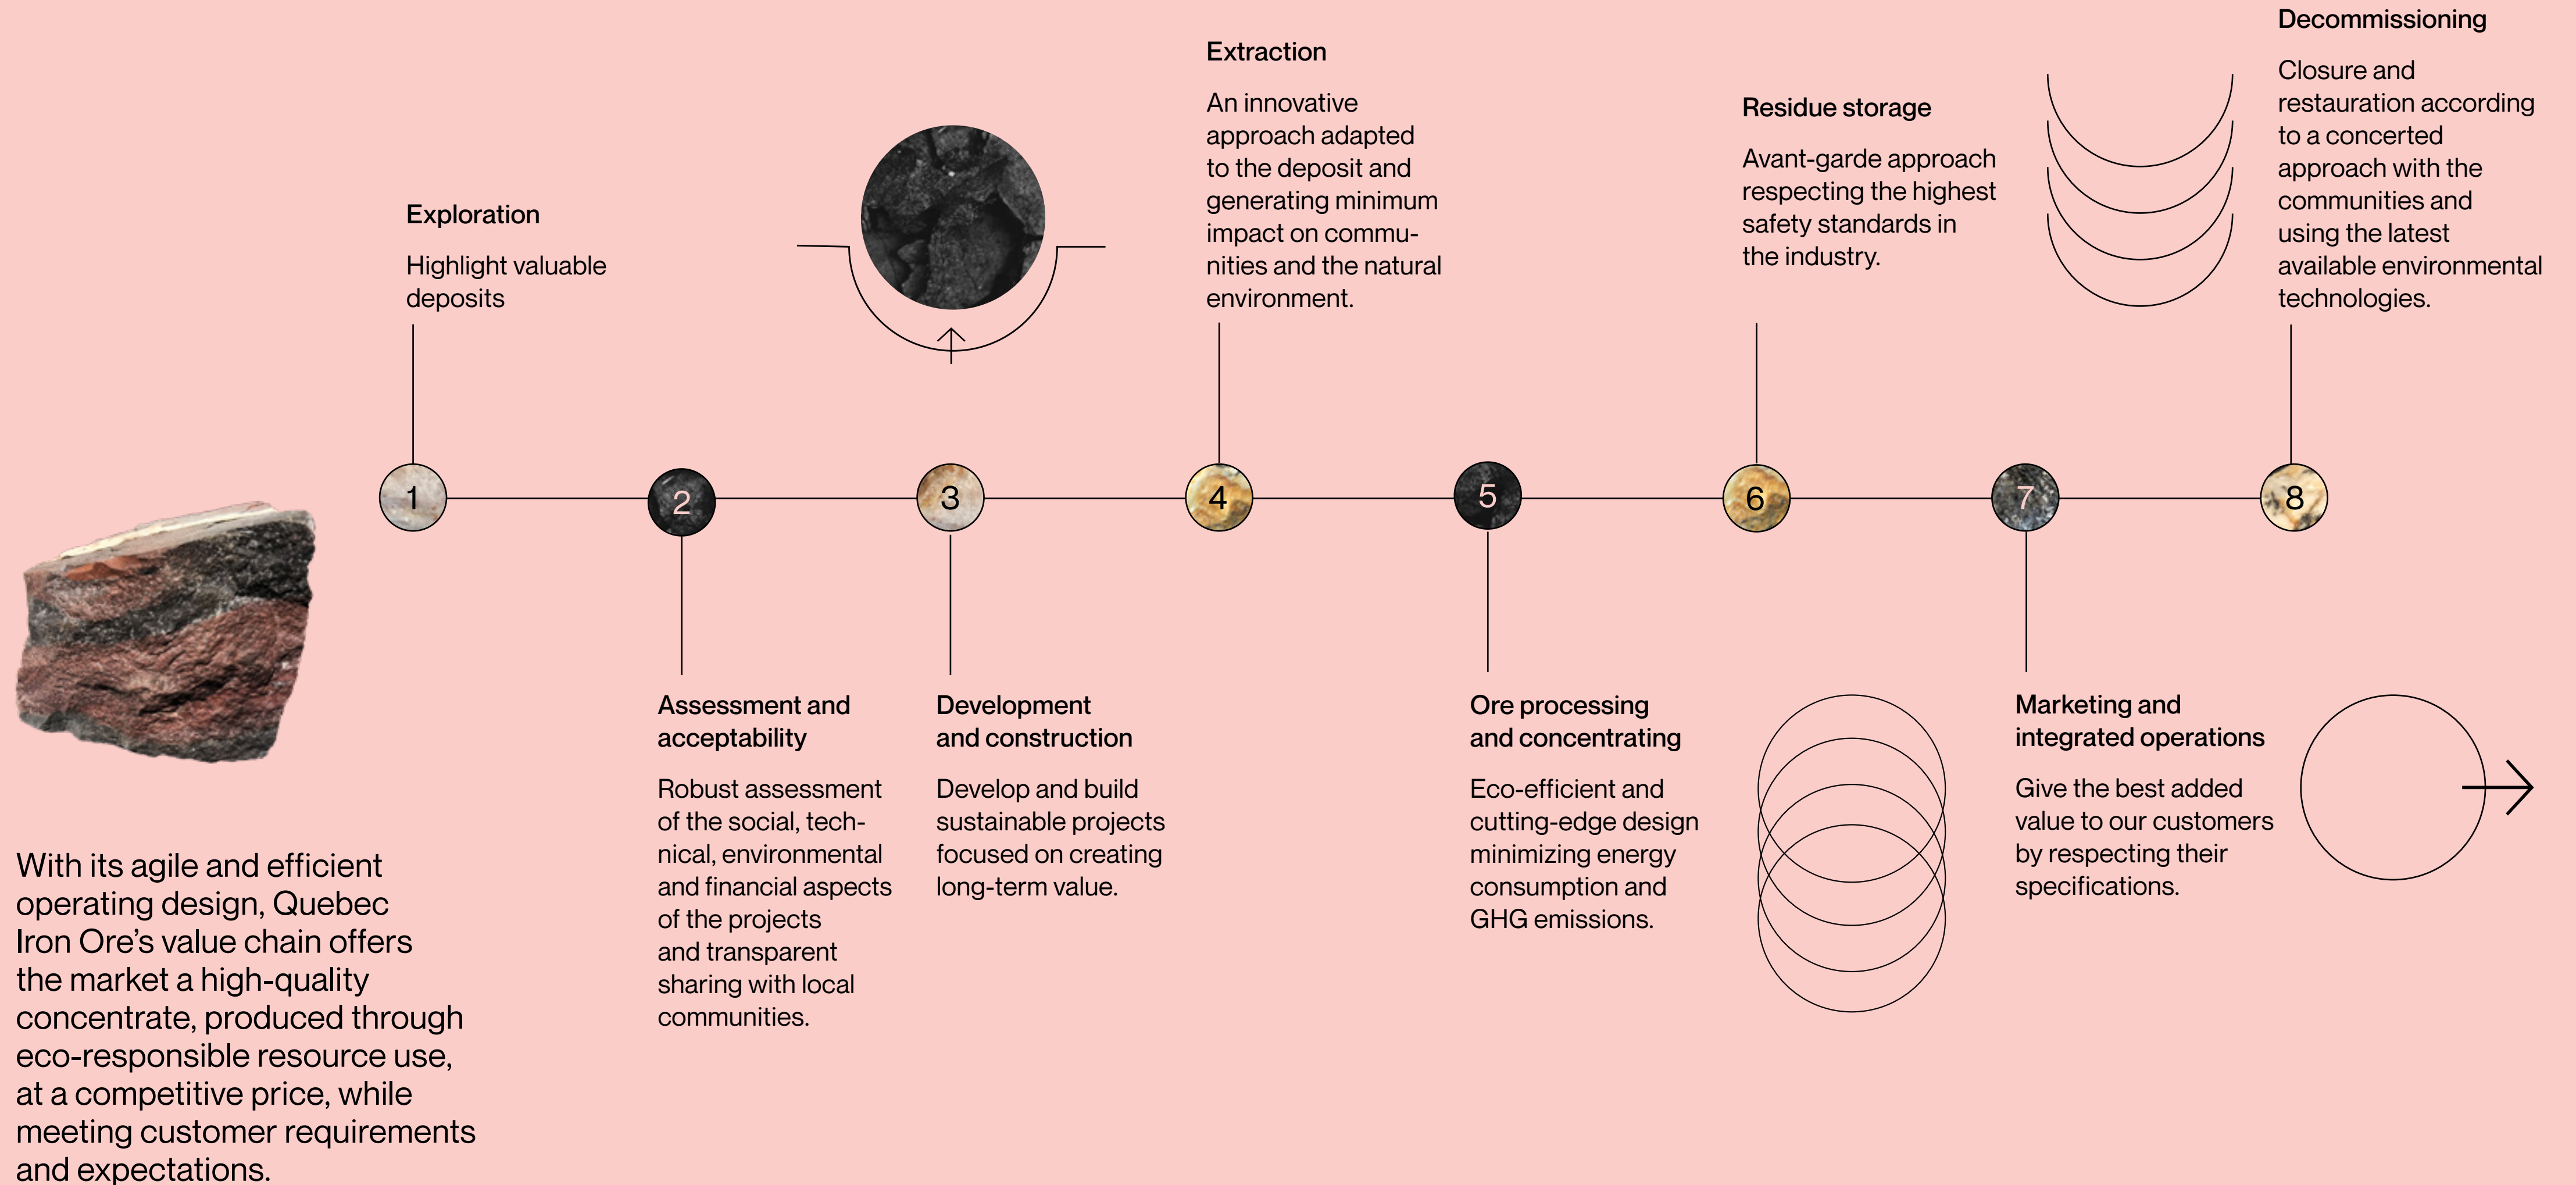 Exploration
Highlight valuable
deposits
Extraction
An innovative
approach adapted
to the deposit and
generating minimum
impact on commu-
nities and the natural
environment.
Residue storage
Avant-garde approach
respecting the highest
safety standards in
the industry.
Decommissioning
Closure and
restauration according
to a concerted
approach with the
communities and
using the latest
available environmental
technologies.
1
2
3
4
5
6
7
8
Assessment and
acceptability
Robust assessment
of the social, tech-
nical, environmental
and financial aspects
of the projects
and transparent
sharing with local
communities.
Development
and construction
Develop and build
sustainable projects
focused on creating
long-term value.
Ore processing
and concentrating
Eco-efficient and
cutting-edge design
minimizing energy
consumption and
GHG emissions.
Marketing and
integrated operations
Give the best added
value to our customers
by respecting their
specifications.
With its agile and efficient
operating design, Quebec
Iron Ore’s value chain offers
the market a high-quality
concentrate, produced through
eco-responsible resource use,
at a competitive price, while
meeting customer requirements
and expectations.